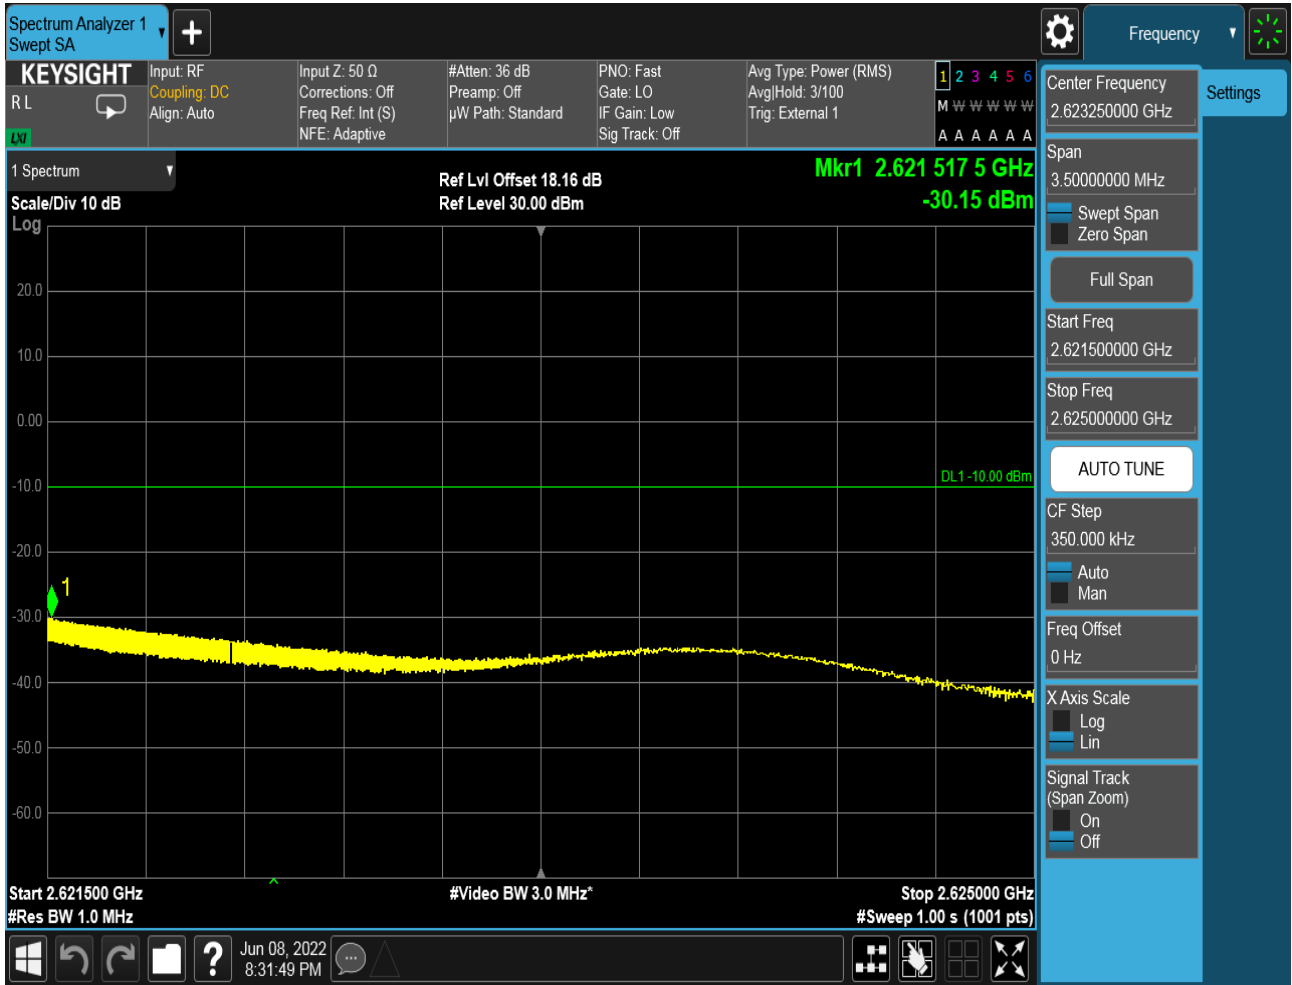 Spectrum Analyzer 1
Swept SA
Frequency
KEYSIGHT
R L
LXI
Input: RF
Coupling: DC
Align: Auto
Input Z: 50 Ω
Corrections: Off
Freq Ref: Int (S)
NFE: Adaptive
#Atten: 36 dB
Preamp: Off
µW Path: Standard
PNO: Fast
Gate: LO
IF Gain: Low
Sig Track: Off
Avg Type: Power (RMS)
Avg|Hold: 3/100
Trig: External 1
1 2 3 4 5 6
M W W W W W
A A A A A A
1 Spectrum
Scale/Div 10 dB
Log
Ref Lvl Offset 18.16 dB
Ref Level 30.00 dBm
Mkr1 2.621 517 5 GHz
-30.15 dBm
20.0
10.0
0.00
-10.0
-20.0
-30.0
-40.0
-50.0
-60.0
DL1 -10.00 dBm
1
Start 2.621500 GHz
#Res BW 1.0 MHz
#Video BW 3.0 MHz*
Stop 2.625000 GHz
#Sweep 1.00 s (1001 pts)
Jun 08, 2022
8:31:49 PM
Center Frequency
2.623250000 GHz
Span
3.50000000 MHz
Swept Span
Zero Span
Full Span
Start Freq
2.621500000 GHz
Stop Freq
2.625000000 GHz
AUTO TUNE
CF Step
350.000 kHz
Auto
Man
Freq Offset
0 Hz
X Axis Scale
Log
Lin
Signal Track
(Span Zoom)
On
Off
Settings